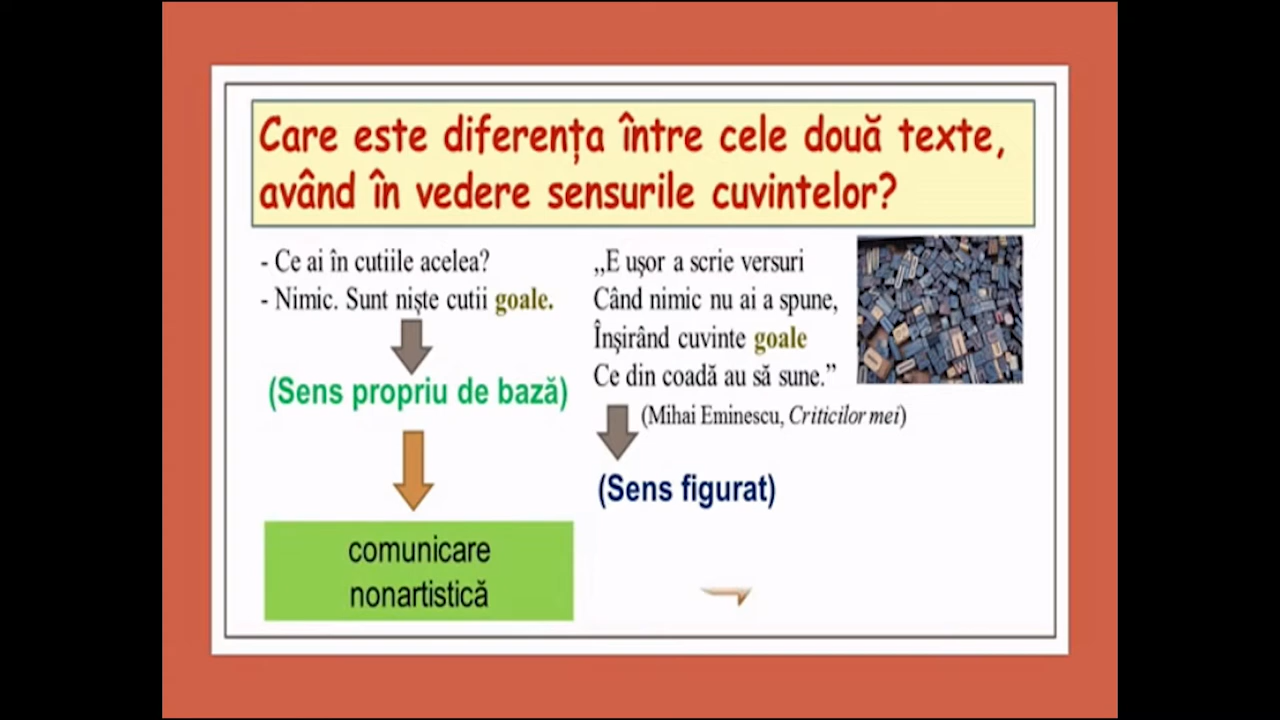 Care este diferența între cele două texte,
având în vedere sensurile cuvintelor?
- Ce ai în cutiile acelea?
- Nimic. Sunt niște cutii goale.
(Sens propriu de bază)
comunicare
nonartistică
„E uşor a scrie versuri
Când nimic nu ai a spune,
Înşirând cuvinte goale
Ce din coadă au să sune.”
(Mihai Eminescu, Criticilor mei)
(Sens figurat)